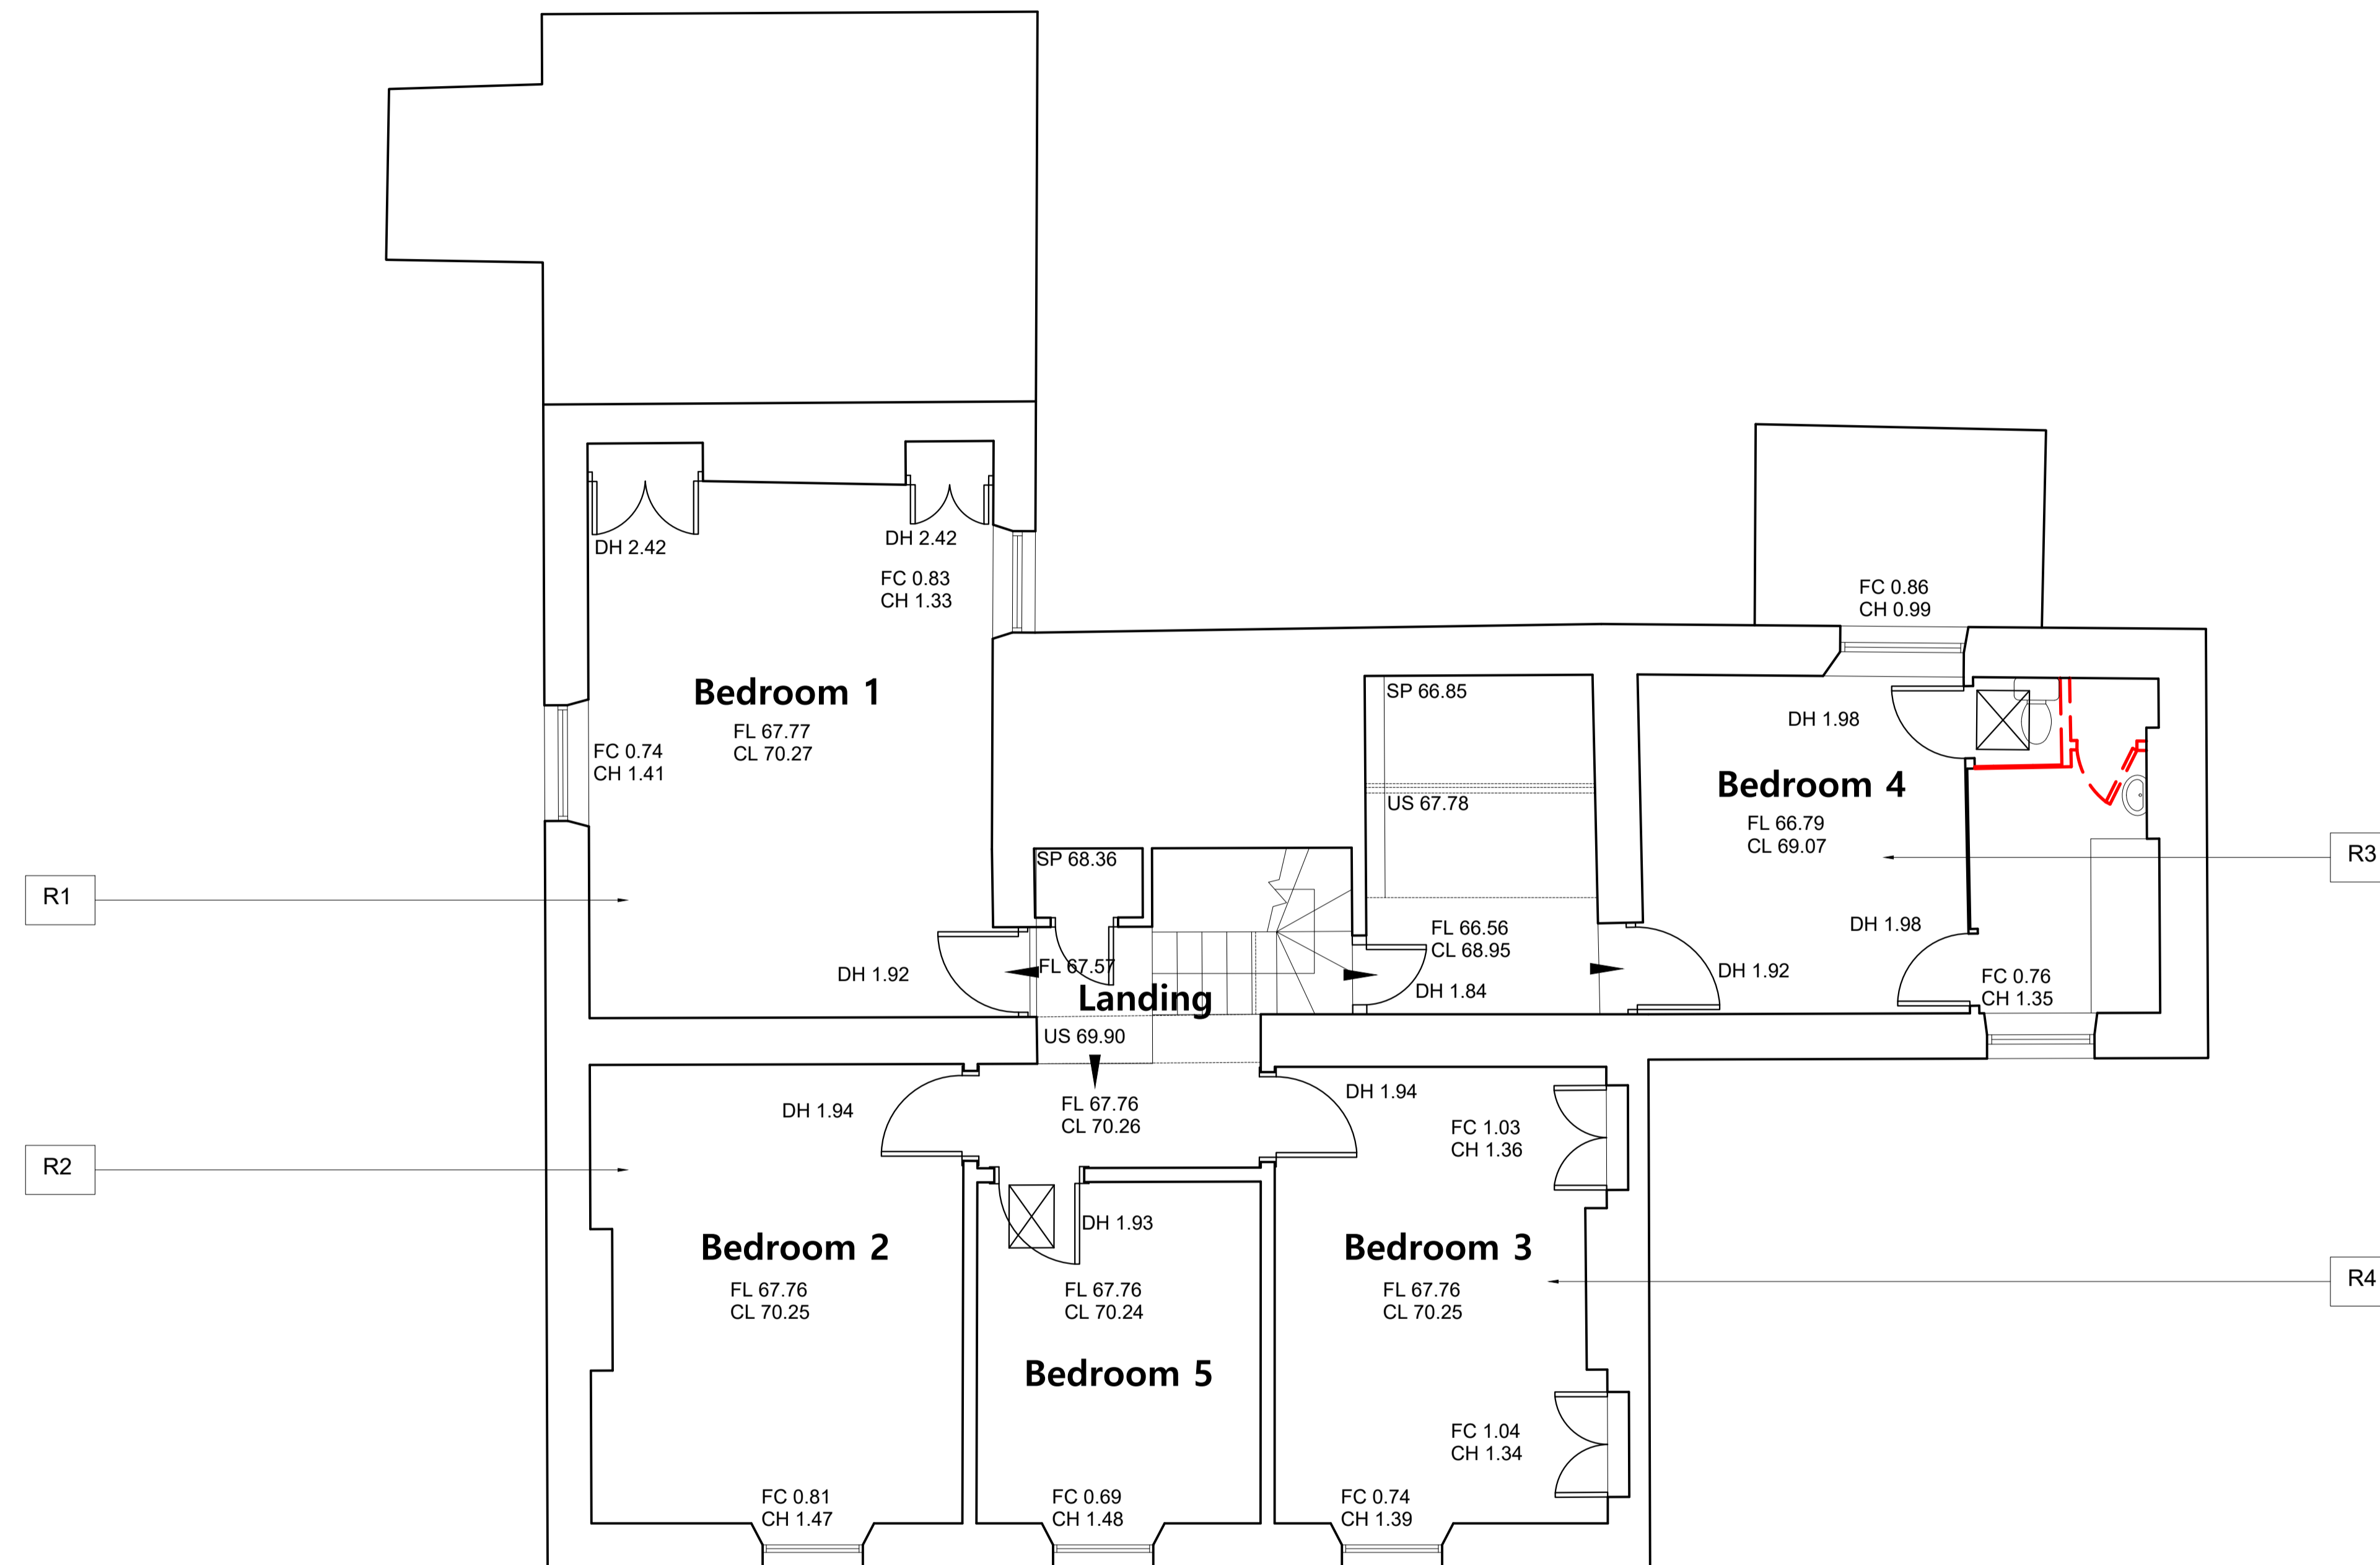 DH 2.42
DH 2.42
FC 0.83
CH 1.33
FC 0.86
CH 0.99
Bedroom 1
FL 67.77
CL 70.27
FC 0.74
CH 1.41
SP 66.85
US 67.78
DH 1.98
Bedroom 4
FL 66.79
CL 69.07
R3
SP 68.36
R1
DH 1.98
FL 66.56
CL 68.95
DH 1.92
FL 67.57
DH 1.92
FC 0.76
CH 1.35
Landing
DH 1.84
US 69.90
DH 1.94
FL 67.76
CL 70.26
DH 1.94
FC 1.03
CH 1.36
R2
DH 1.93
Bedroom 2
FL 67.76
CL 70.25
FL 67.76
CL 70.24
Bedroom 5
Bedroom 3
FL 67.76
CL 70.25
R4
FC 1.04
CH 1.34
FC 0.81
CH 1.47
FC 0.69
CH 1.48
FC 0.74
CH 1.39